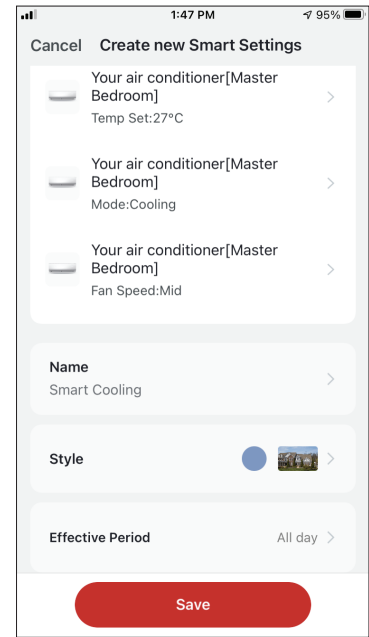 1:47 PM
95%
Cancel
Create new Smart Settings
Your air conditioner[Master
Bedroom]
Temp Set:27°C
Your air conditioner[Master
Bedroom]
Mode:Cooling
Your air conditioner[Master
Bedroom]
Fan Speed:Mid
Name
Smart Cooling
Style
Effective Period
All day
Save